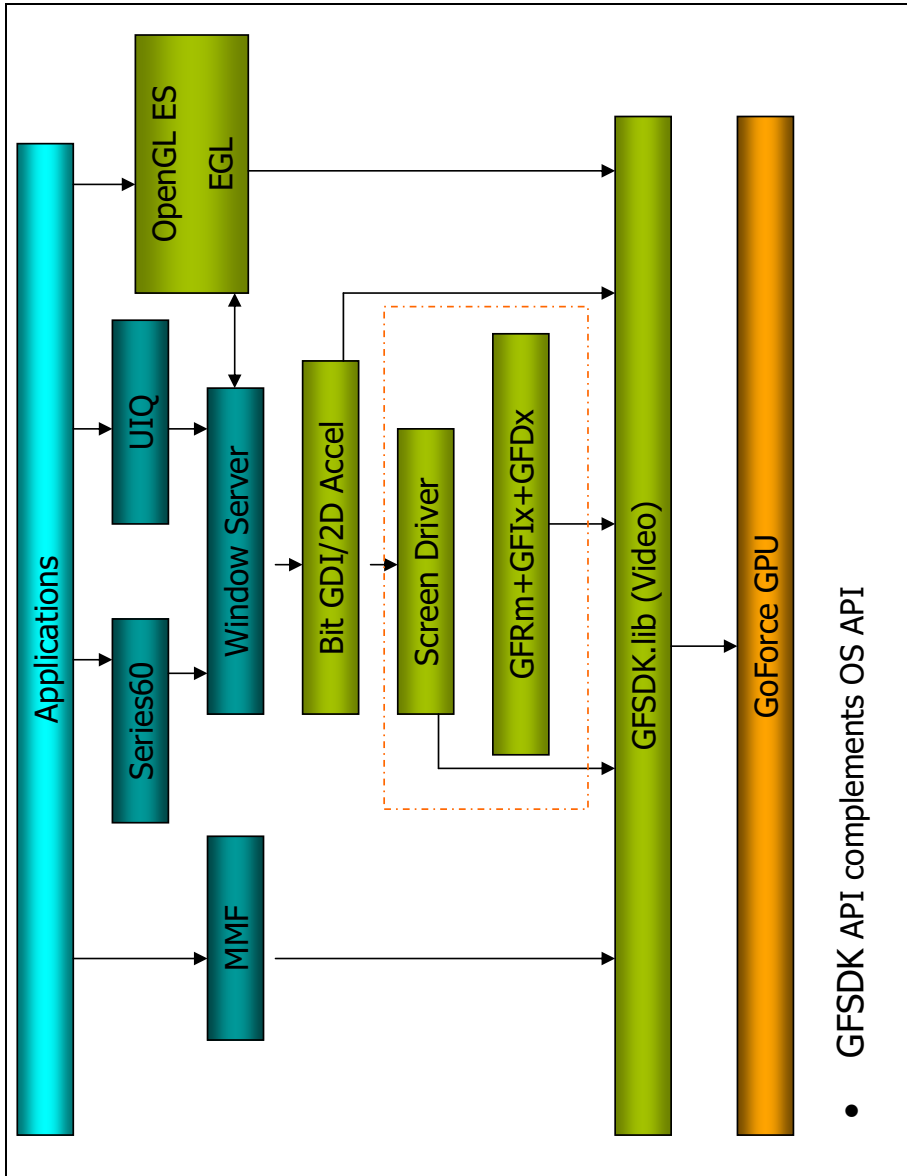 Applications
MMF
Series60
UIQ
OpenGL ES
EGL
Window Server
Bit GDI/2D Accel
Screen Driver
GFRm+GFIx+GFDx
GFSDK.lib (Video)
GoForce GPU
• GFSDK API complements OS API